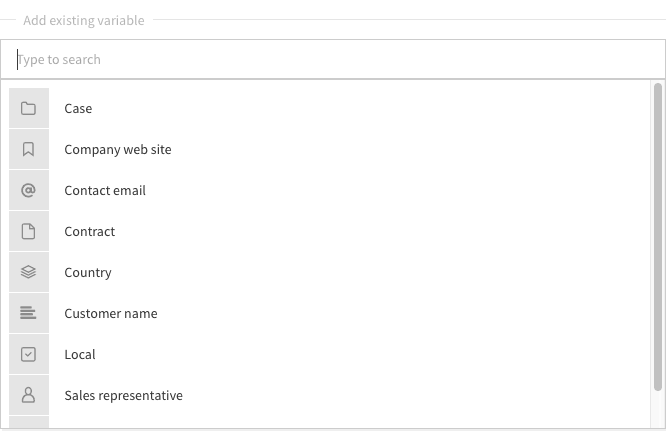 Add existing variable
Type to search
Case
Company web site
Contact email
Contract
Country
Customer name
Local
Sales representative